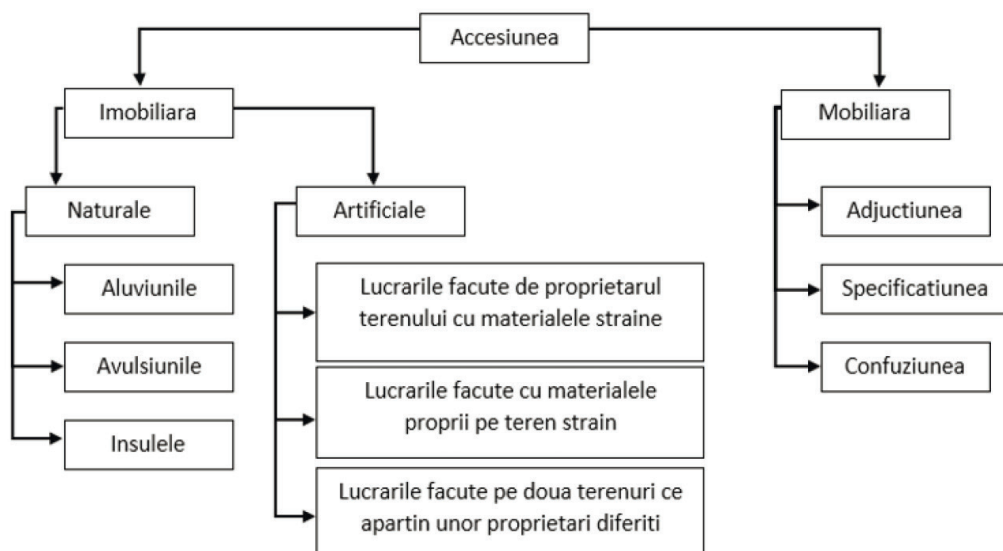 Accesiunea
Imobiliara
Mobiliara
Naturale
Artificiale
Adjuctiunea
Aluviunile
Lucrarile facute de proprietarul
terenului cu materialele straine
Specificatiunea
Avulsiunile
Lucrarile facute cu materialele
proprii pe teren strain
Confuziunea
Insulele
Lucrarile facute pe doua terenuri ce
apartin unor proprietari diferiti